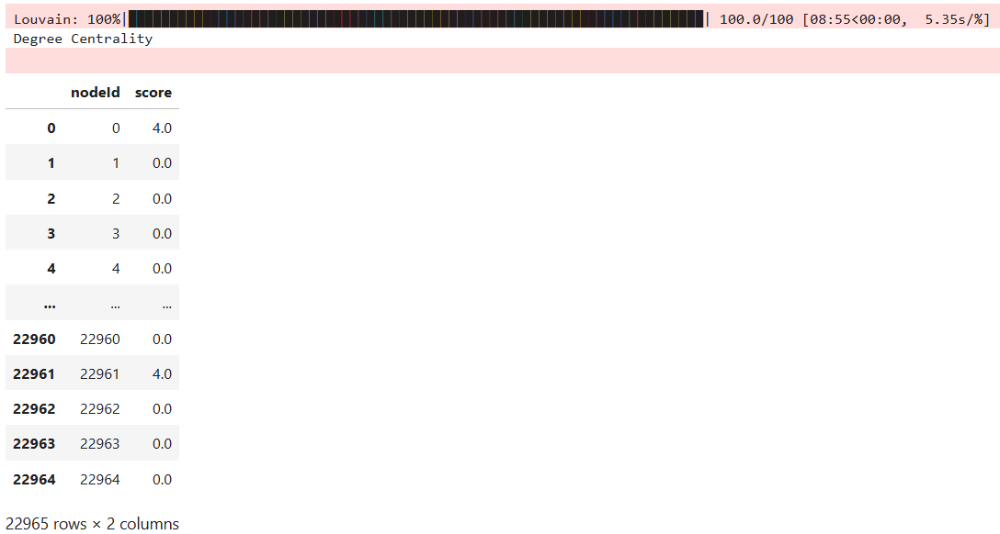 Louvain: 100%|██████████| 100.0/100 [08:55<00:00,  5.35s/%]
Degree Centrality
nodeId score
0 0 4.0
1 1 0.0
2 2 0.0
3 3 0.0
4 4 0.0
... ... ...
22960 22960 0.0
22961 22961 4.0
22962 22962 0.0
22963 22963 0.0
22964 22964 0.0
22965 rows × 2 columns